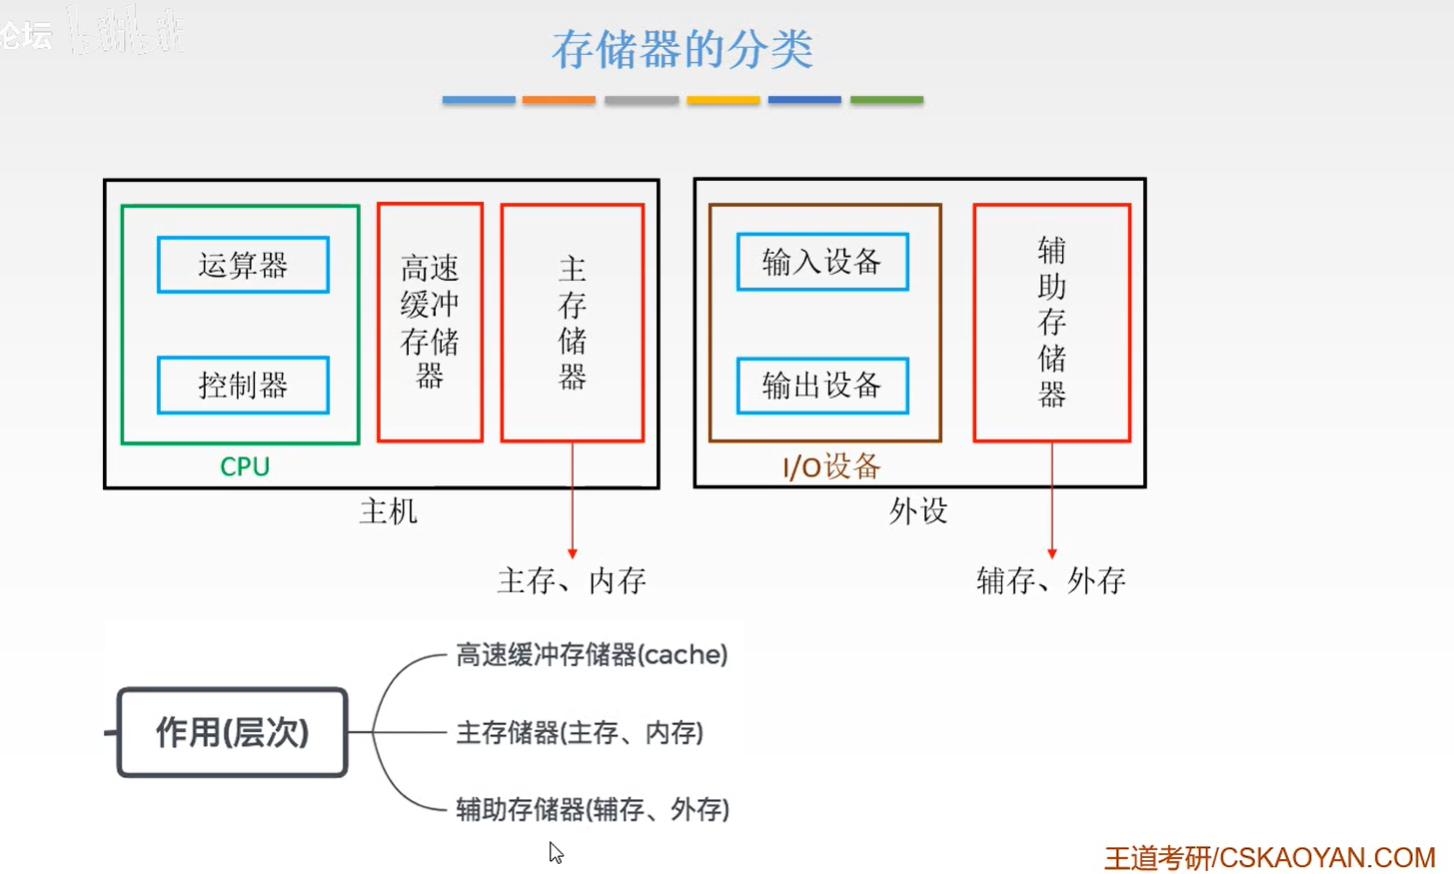 论坛 bilibili
存储器的分类
运算器
控制器
CPU
高速
缓冲
存储
器
主
存
储
器
主机
输入设备
输出设备
I/O设备
辅
助
存
储
器
外设
主存、内存
辅存、外存
作用(层次)
高速缓冲存储器(cache)
主存储器(主存、内存)
辅助存储器(辅存、外存)
王道考研/CSKAOYAN.COM